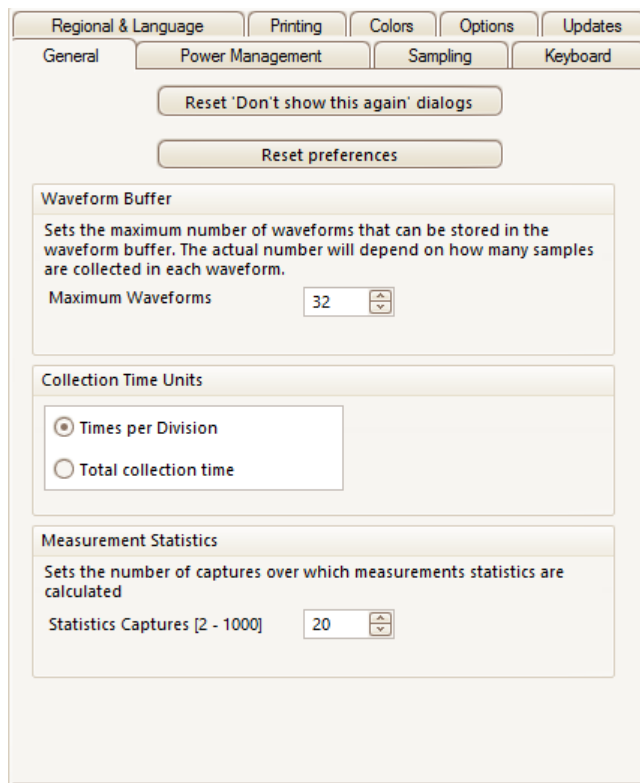 Regional & Language Printing Colors Options Updates
General Power Management Sampling Keyboard
Reset 'Don't show this again' dialogs
Reset preferences
Waveform Buffer
Sets the maximum number of waveforms that can be stored in the
waveform buffer. The actual number will depend on how many samples
are collected in each waveform.
Maximum Waveforms 32
Collection Time Units
Times per Division
Total collection time
Measurement Statistics
Sets the number of captures over which measurements statistics are
calculated
Statistics Captures [2 - 1000] 20